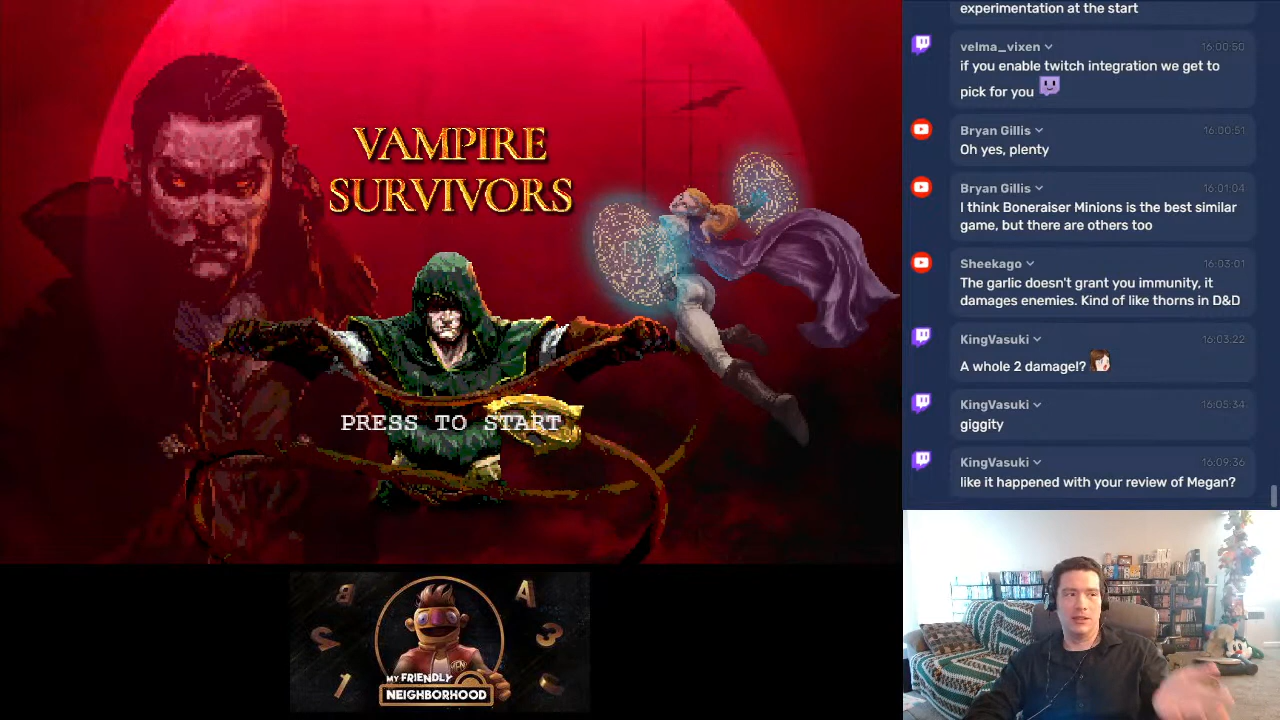 VAMPIRE
SURVIVORS
PRESS TO START
B
A
2
3
1
MY FRIENDLY
NEIGHBORHOOD
experimentation at the start
velma_vixen
16:00:50
if you enable twitch integration we get to
pick for you
Bryan Gillis
16:00:51
Oh yes, plenty
Bryan Gillis
16:01:04
I think Boneraiser Minions is the best similar
game, but there are others too
Sheekago
16:03:01
The garlic doesn't grant you immunity, it
damages enemies. Kind of like thorns in D&D
KingVasuki
16:03:22
A whole 2 damage!?
KingVasuki
16:05:34
giggity
KingVasuki
16:09:36
like it happened with your review of Megan?